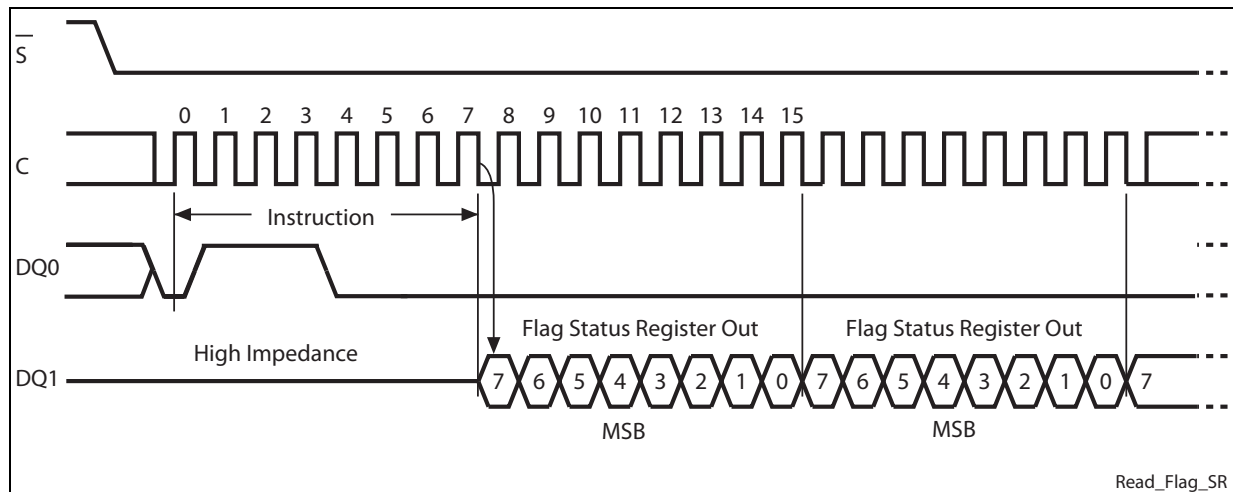 S
0 1 2 3 4 5 6 7 8 9 10 11 12 13 14 15
C
Instruction
DQ0
Flag Status Register Out Flag Status Register Out
High Impedance
DQ1 7 6 5 4 3 2 1 0 7 6 5 4 3 2 1 0 7
MSB MSB
Read_Flag_SR